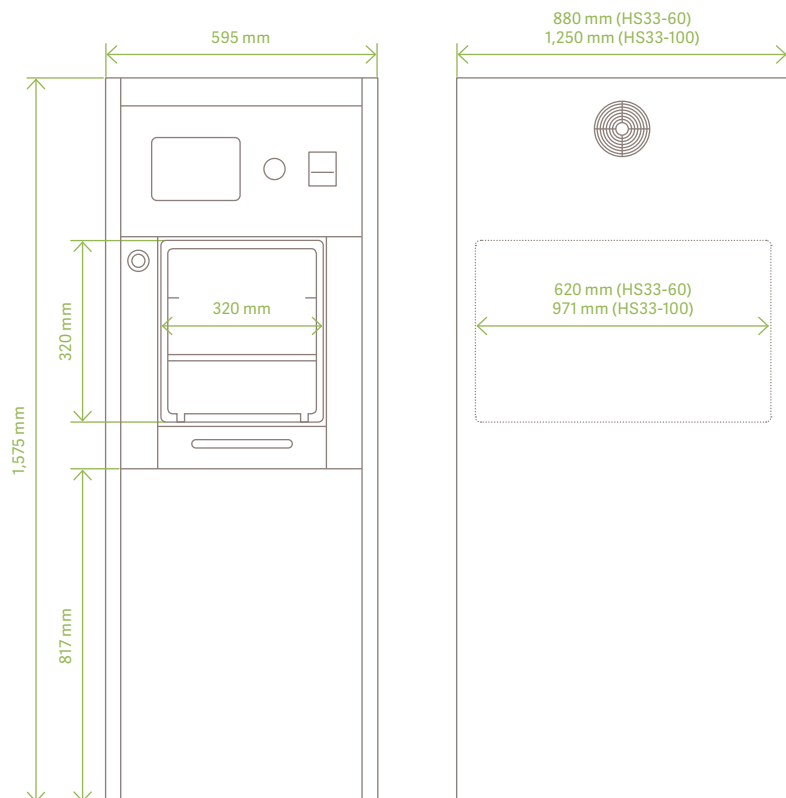 595 mm
880 mm (HS33-60)
1,250 mm (HS33-100)
320 mm
320 mm
620 mm (HS33-60)
971 mm (HS33-100)
1,575 mm
817 mm